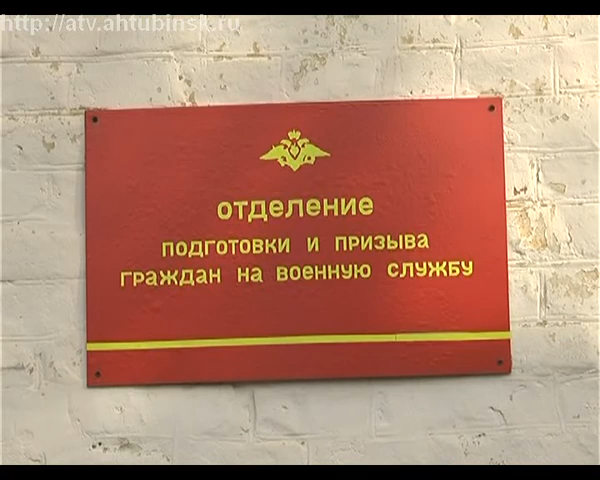 http://atv.ahtubinsk.ru
отделение
подготовки и призыва
граждан на военную службу